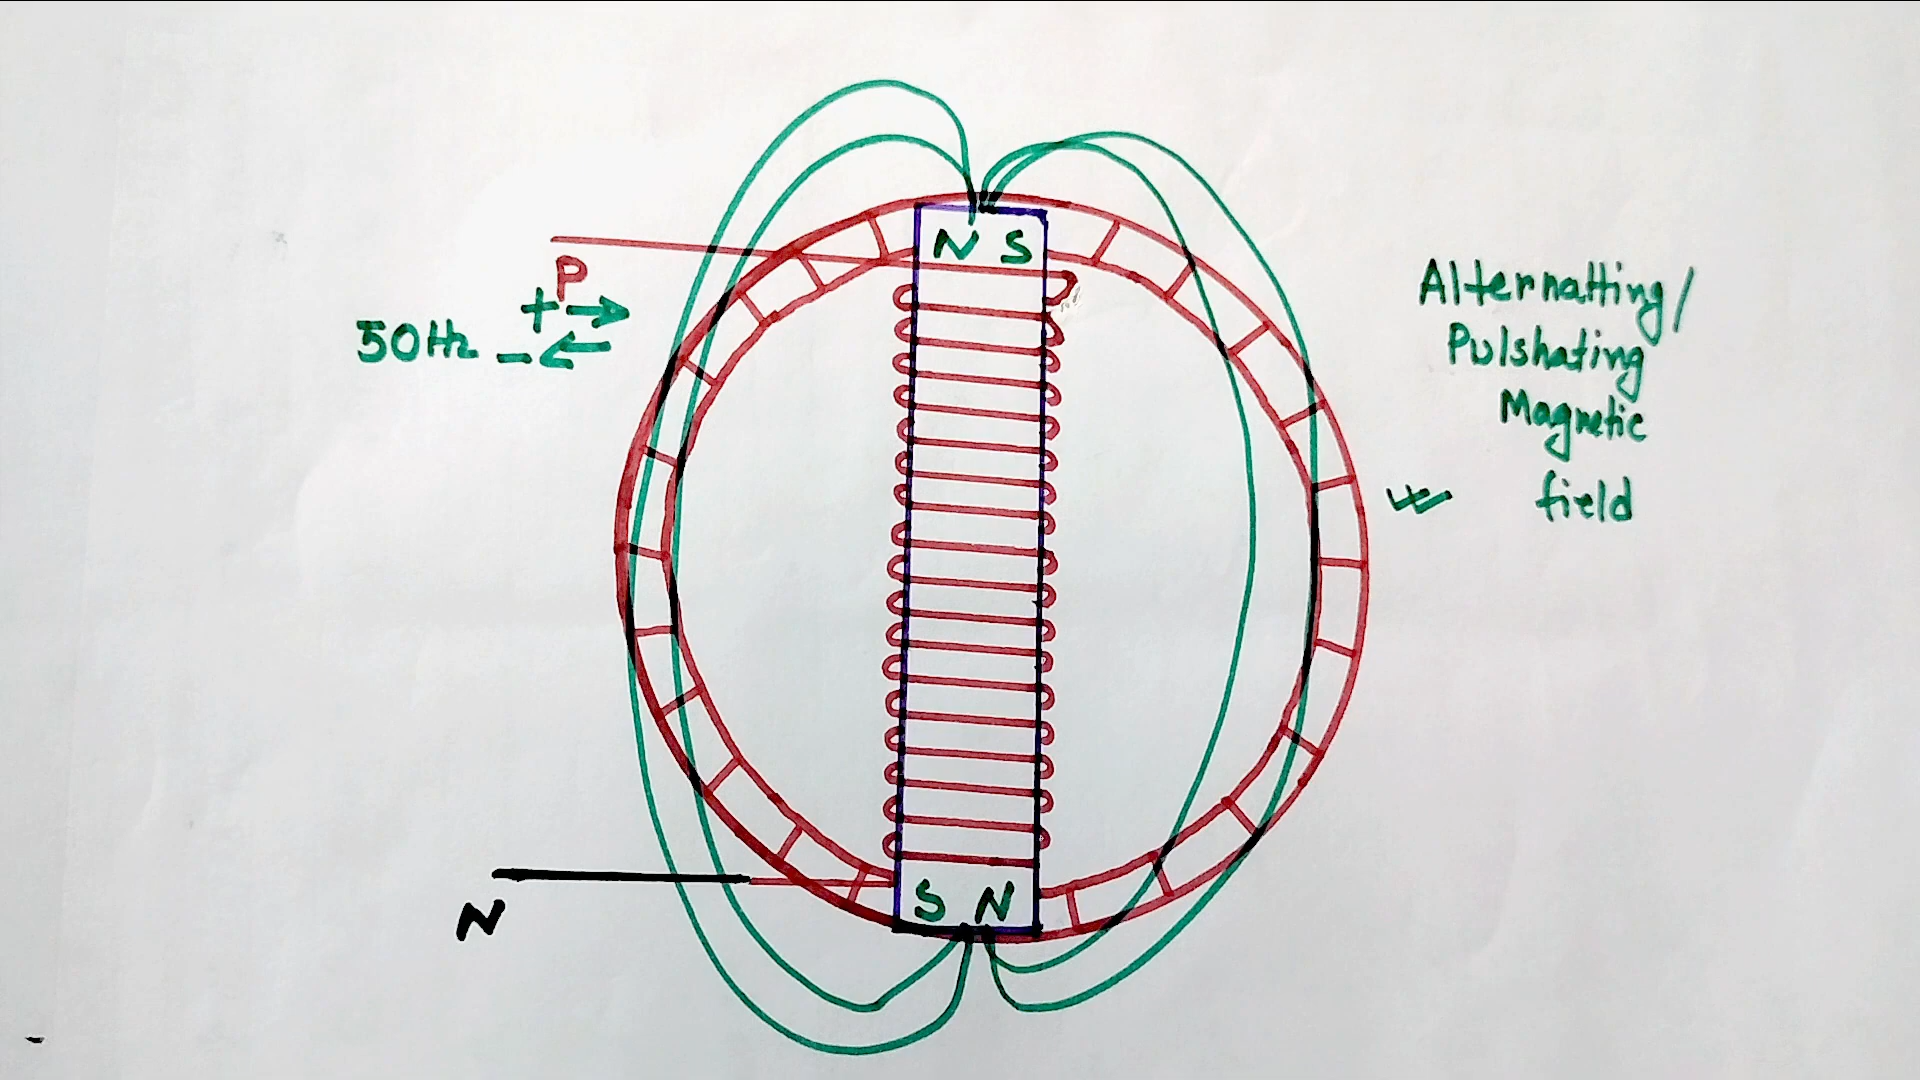 N S
P
+
50Hz -
Alternatting/
Pulshating
Magnetic
field
S N
N